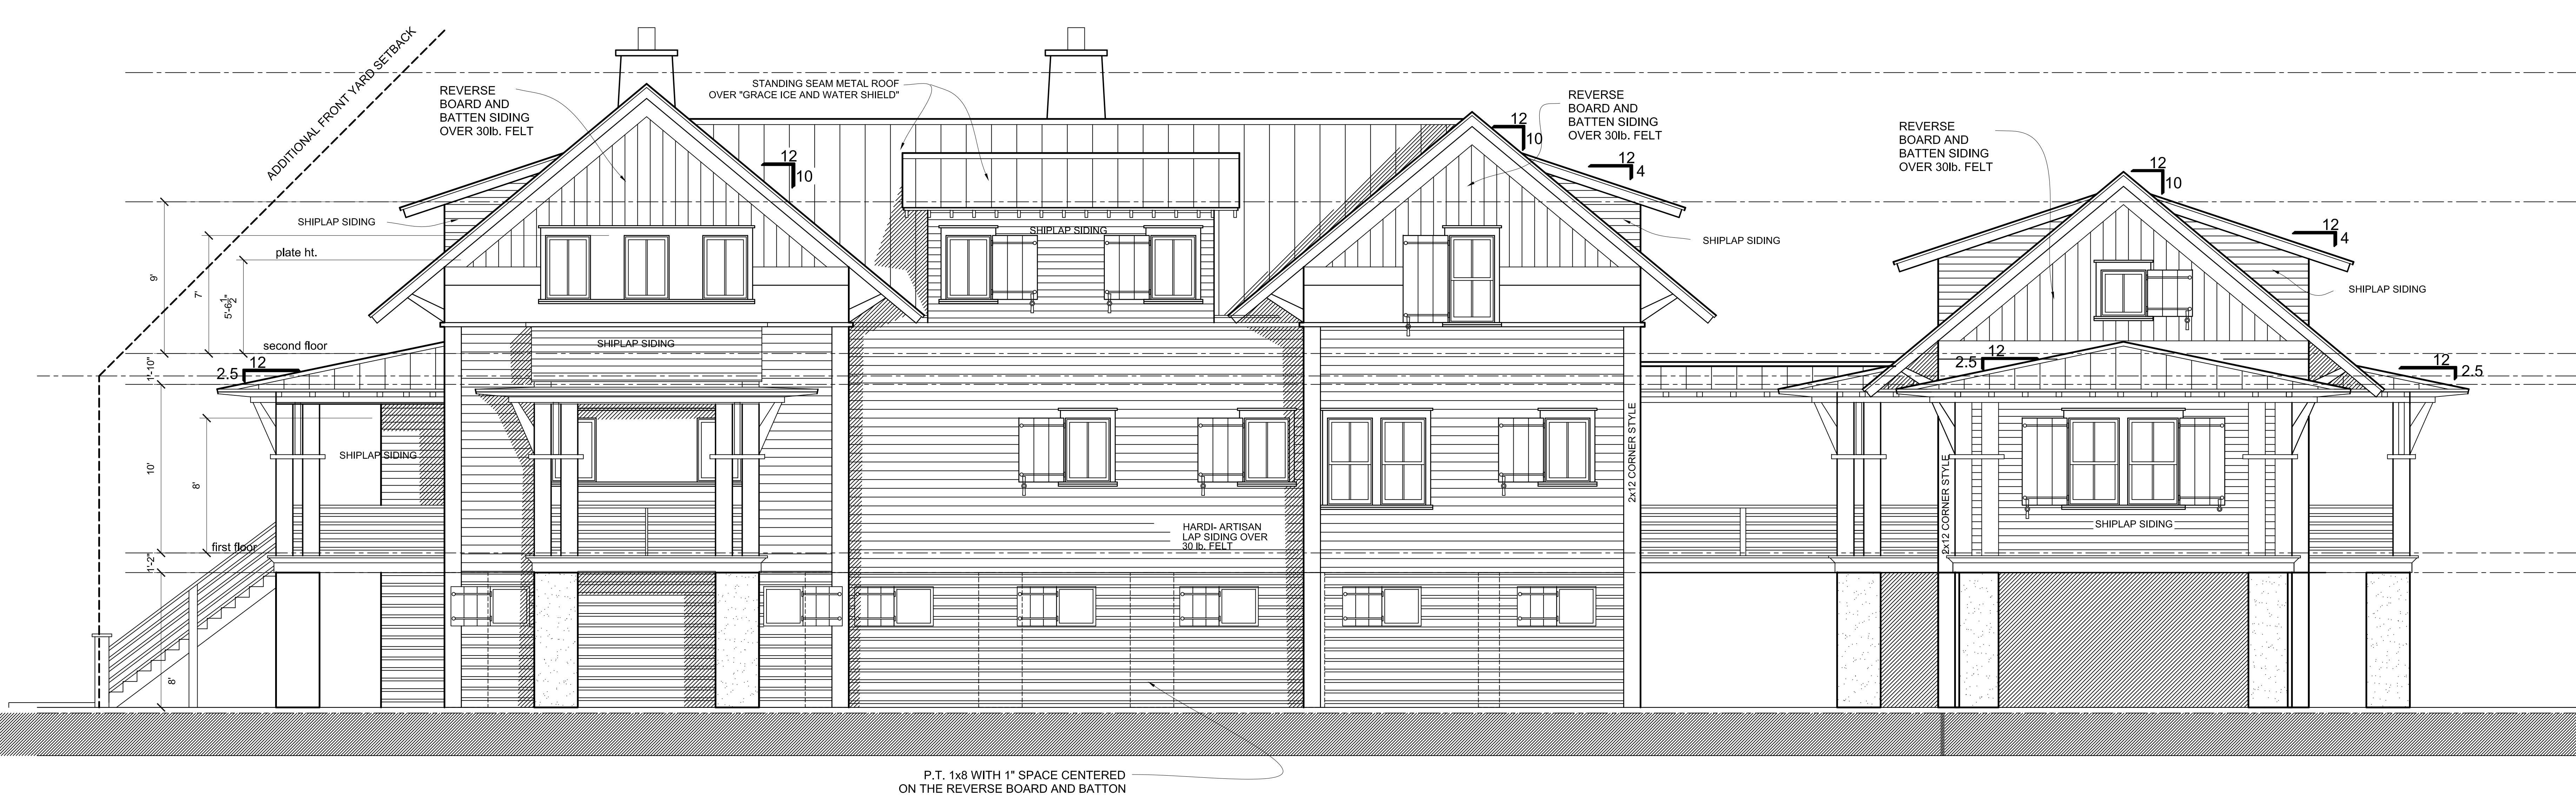 ADDITIONAL FRONT YARD SETBACK
REVERSE
BOARD AND
BATTEN SIDING
OVER 30lb. FELT
STANDING SEAM METAL ROOF
OVER "GRACE ICE AND WATER SHIELD"
REVERSE
BOARD AND
BATTEN SIDING
OVER 30lb. FELT
REVERSE
BOARD AND
BATTEN SIDING
OVER 30lb. FELT
12
10
12
10
12
4
12
10
12
4
SHIPLAP SIDING
SHIPLAP SIDING
SHIPLAP SIDING
SHIPLAP SIDING
plate ht.
9'
7'
5'-6½"
second floor
SHIPLAP SIDING
1'-10"
12
2.5
12
2.5
12
2.5
SHIPLAP SIDING
10'
8'
2x12 CORNER STYLE
2x12 CORNER STYLE
HARDI- ARTISAN
LAP SIDING OVER
30 lb. FELT
SHIPLAP SIDING
first floor
1'-2"
8'
P.T. 1x8 WITH 1" SPACE CENTERED
ON THE REVERSE BOARD AND BATTON